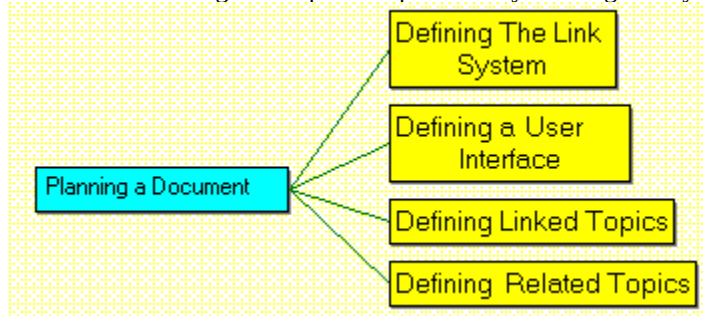 Defining The Link
System
Defining a User
Interface
Planning a Document
Defining Linked Topics
Defining Related Topics